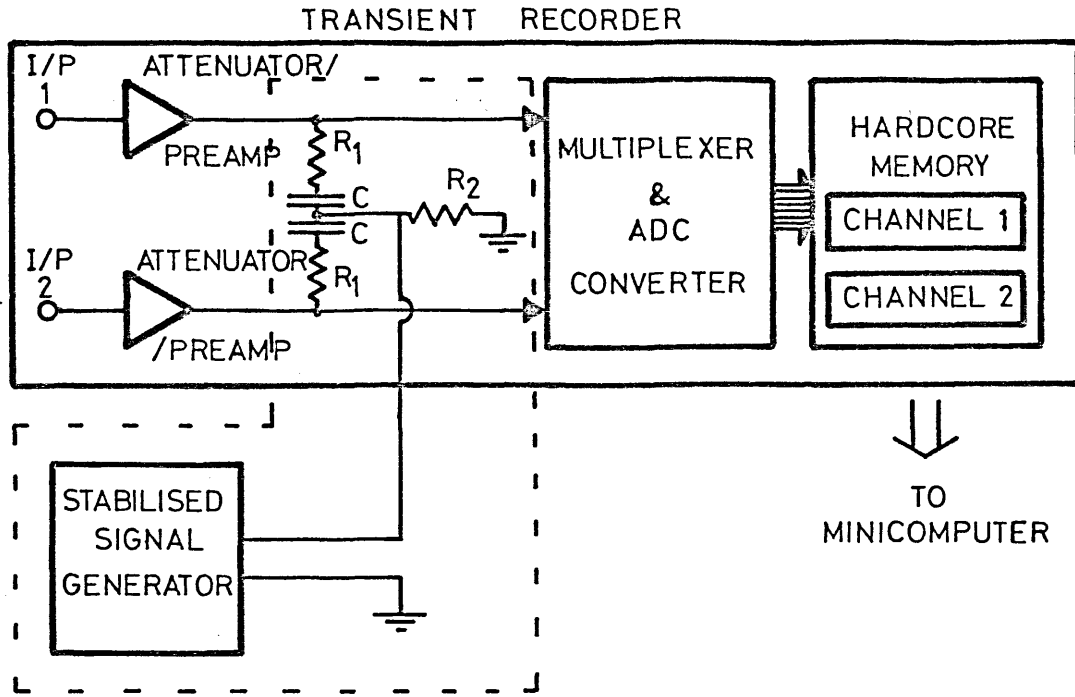 TRANSIENT RECORDER
I/P
1
ATTENUATOR/
PREAMP
R1
C
C
R1
R2
I/P
2
ATTENUATOR
/PREAMP
MULTIPLEXER
&
ADC
CONVERTER
HARDCORE
MEMORY
CHANNEL 1
CHANNEL 2
STABILISED
SIGNAL
GENERATOR
TO
MINICOMPUTER